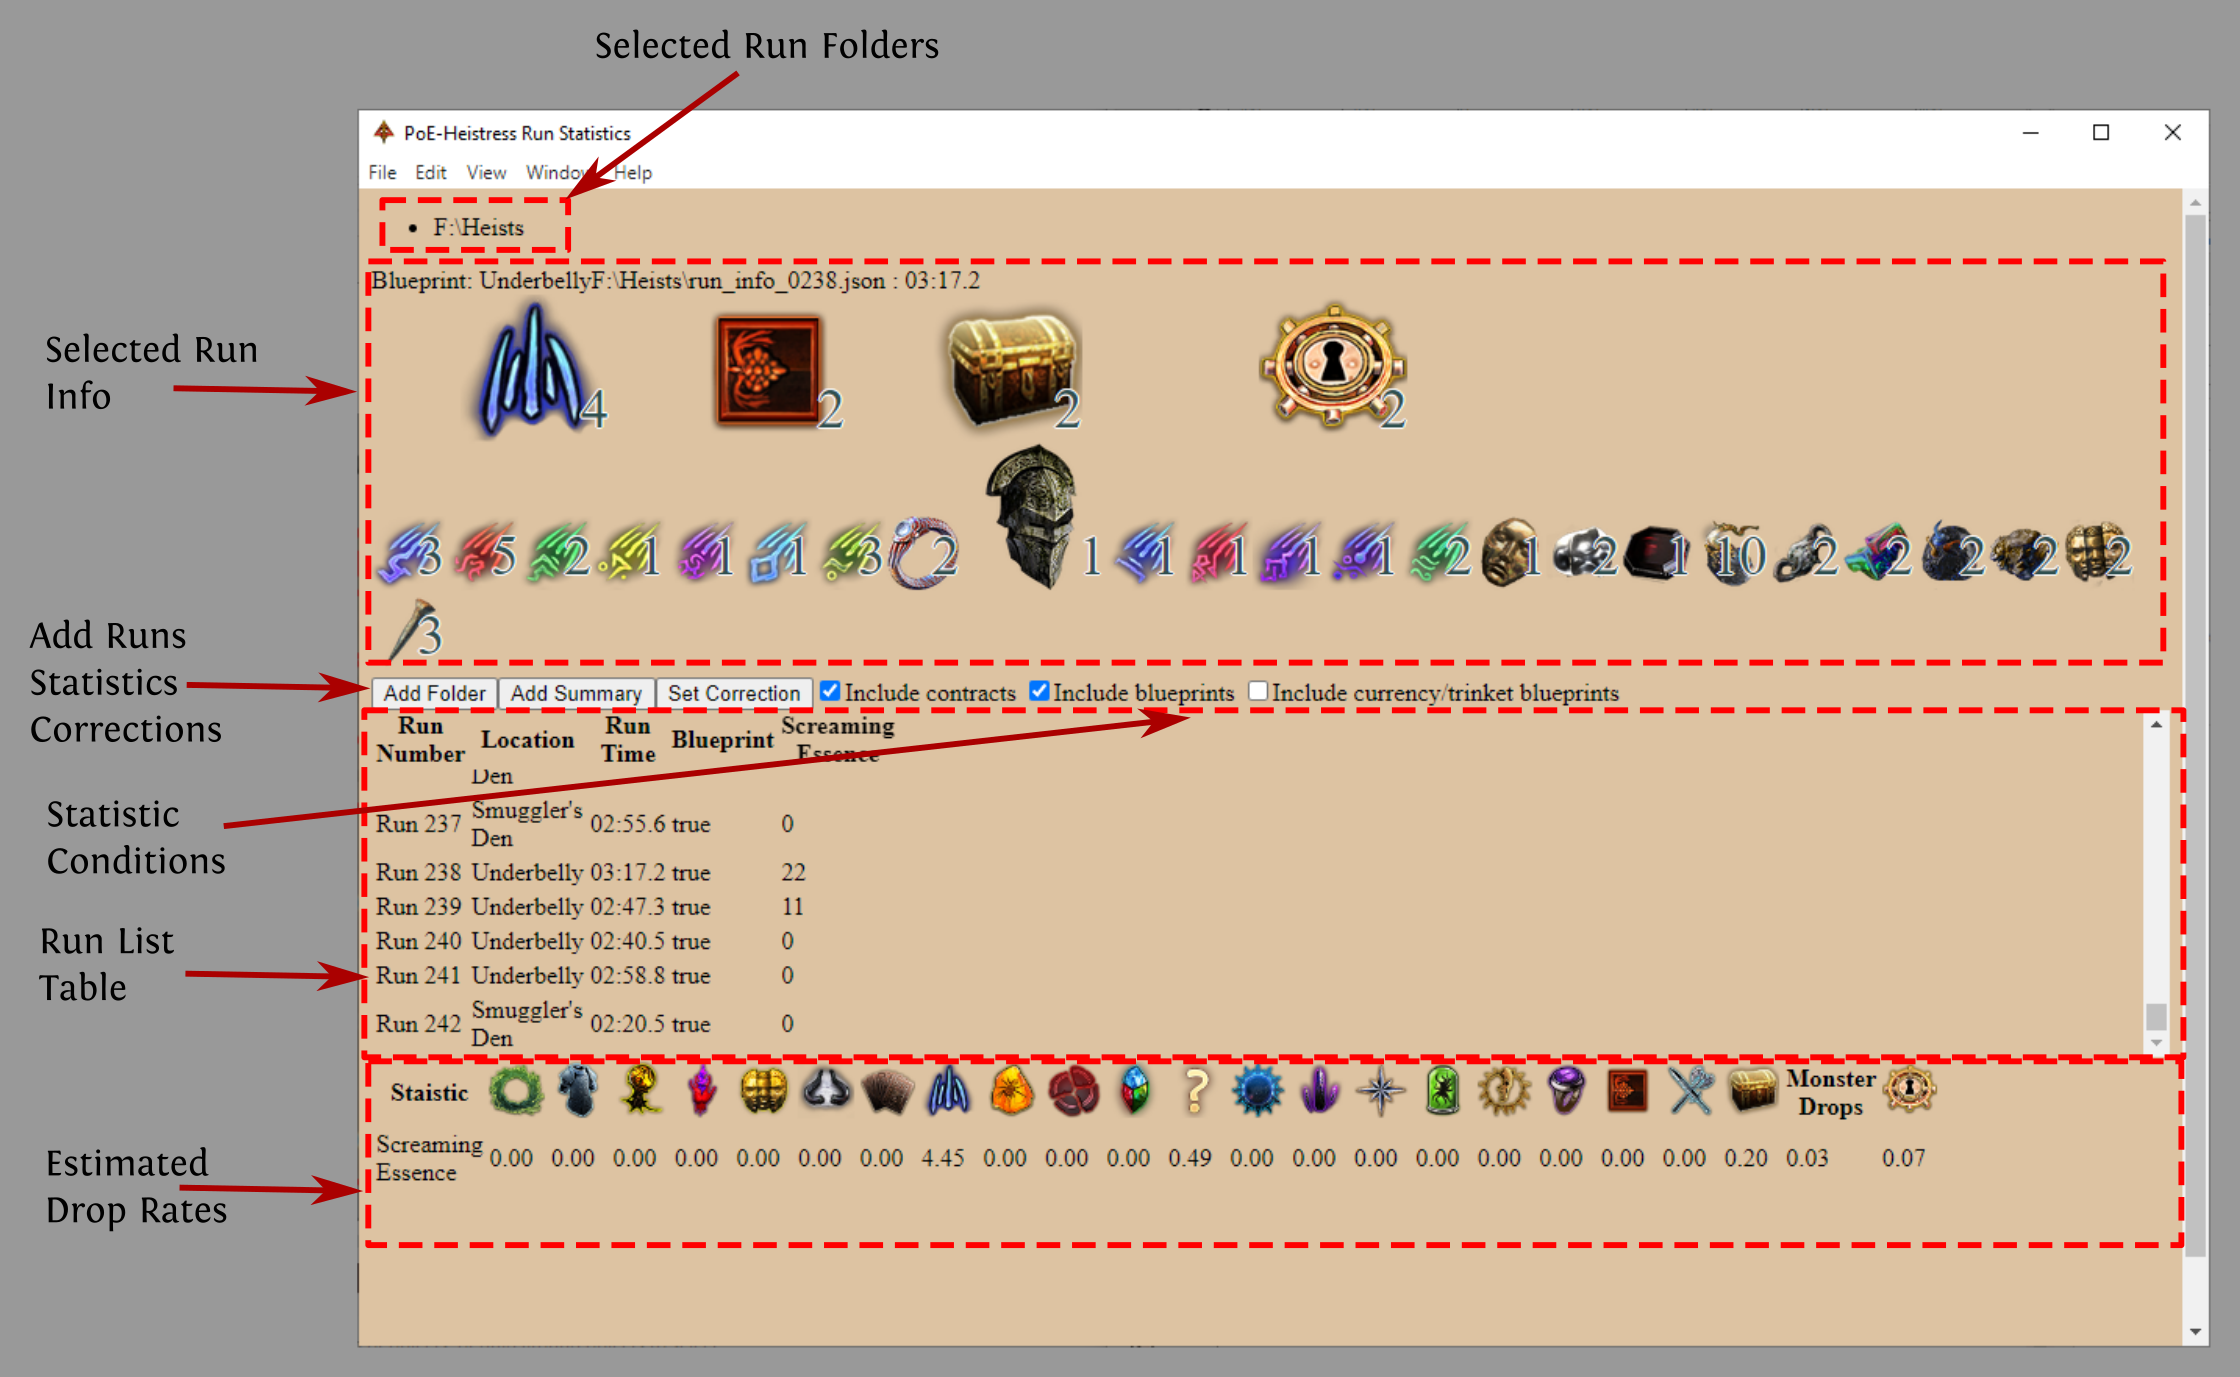 Selected Run Folders
PoE-Heistress Run Statistics
File Edit View Window Help
F:\Heists
Blueprint: UnderbellyF:\Heists\run_info_0238.json : 03:17.2
Selected Run
Info
4 2 2 2
3 5 2 1 1 1 3 2 1 1 1 1 1 2 1 2 1 10 2 2 2 2 2
3
Add Runs
Statistics
Corrections
Add Folder Add Summary Set Correction Include contracts Include blueprints Include currency/trinket blueprints
Run Number Location Run Time Blueprint Screaming Essence
Den
Run 237 Smuggler's Den 02:55.6 true 0
Run 238 Underbelly 03:17.2 true 22
Run 239 Underbelly 02:47.3 true 11
Run 240 Underbelly 02:40.5 true 0
Run 241 Underbelly 02:58.8 true 0
Run 242 Smuggler's Den 02:20.5 true 0
Statistic
Conditions
Run List
Table
Staistic Monster Drops
Screaming Essence 0.00 0.00 0.00 0.00 0.00 0.00 0.00 4.45 0.00 0.00 0.00 0.49 0.00 0.00 0.00 0.00 0.00 0.00 0.00 0.00 0.20 0.03 0.07
Estimated
Drop Rates